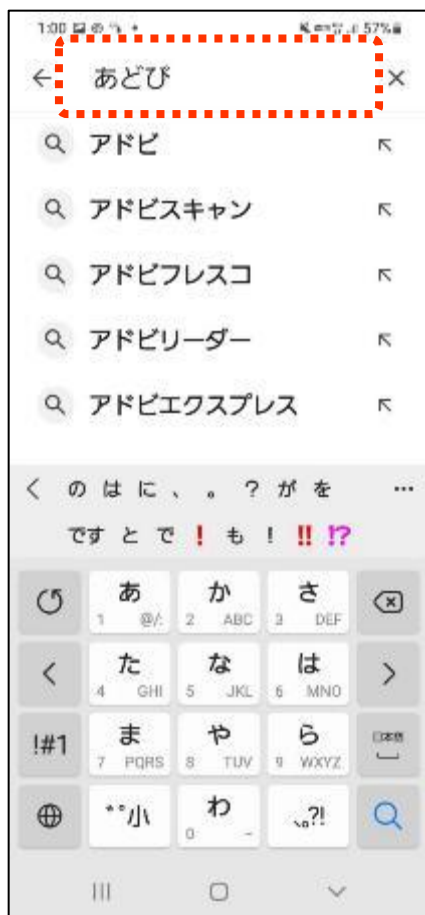 1:00 57%
あどび
アドビ
アドビスキャン
アドビフレスコ
アドビリーダー
アドビエクスプレス
の は に 、 。 ? が を …
です と で ! も ! !! !?
あ か さ
1 @/: 2 ABC 3 DEF
た な は
4 GHI 5 JKL 6 MNO
!#1 ま や ら 日本語
7 PQRS 8 TUV 9 WXYZ
゛゜小 わ 、。?!
0 -